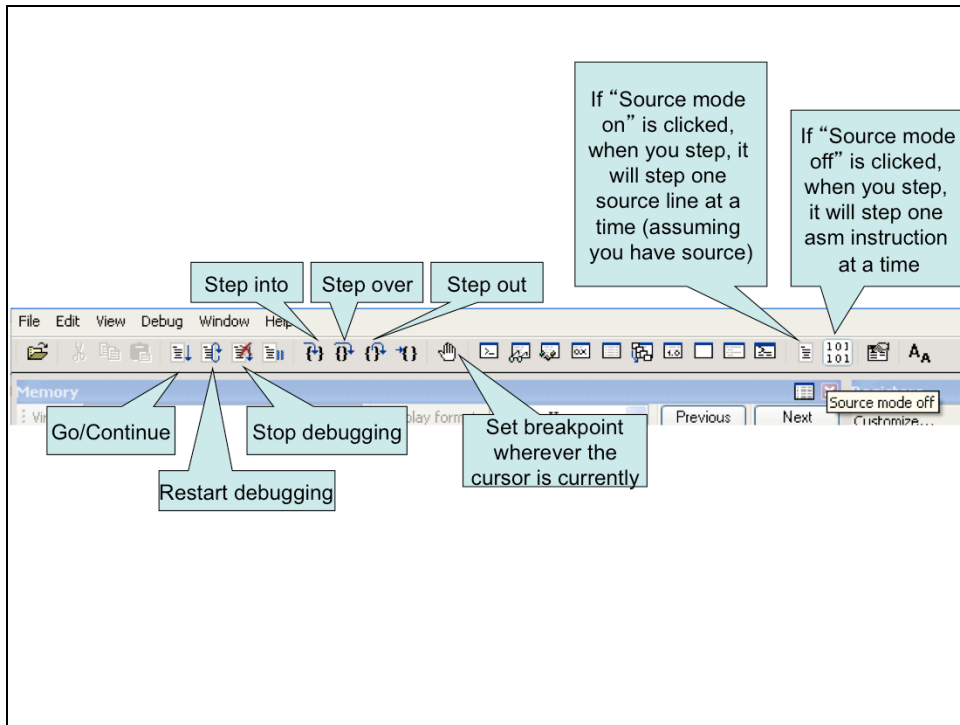 If “Source mode
on” is clicked,
when you step, it
will step one
source line at a
time (assuming
you have source)
If “Source mode
off” is clicked,
when you step,
it will step one
asm instruction
at a time
Step into
Step over
Step out
File Edit View Debug Window Help
101
101
AA
Memory
Source mode off
Previous
Next
Customize...
Go/Continue
Stop debugging
Set breakpoint
wherever the
cursor is currently
Restart debugging